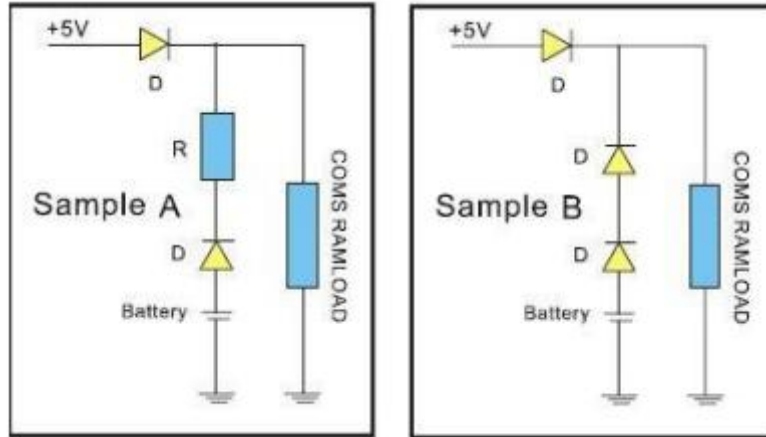 +5V
D
R
Sample A
D
Battery
COMS RAMLOAD
+5V
D
D
Sample B
D
Battery
COMS RAMLOAD